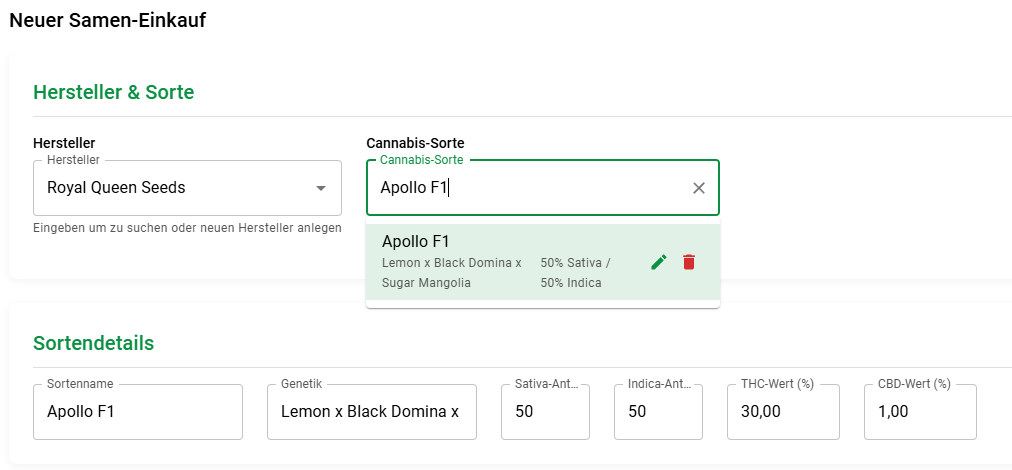 Neuer Samen-Einkauf
Hersteller & Sorte
Hersteller
Hersteller
Royal Queen Seeds
Eingeben um zu suchen oder neuen Hersteller anlegen
Cannabis-Sorte
Cannabis-Sorte
Apollo F1
Apollo F1
Lemon x Black Domina x
Sugar Mangolia
50% Sativa /
50% Indica
Sortendetails
Sortenname
Apollo F1
Genetik
Lemon x Black Domina x
Sativa-Ant...
50
Indica-Ant...
50
THC-Wert (%)
30,00
CBD-Wert (%)
1,00